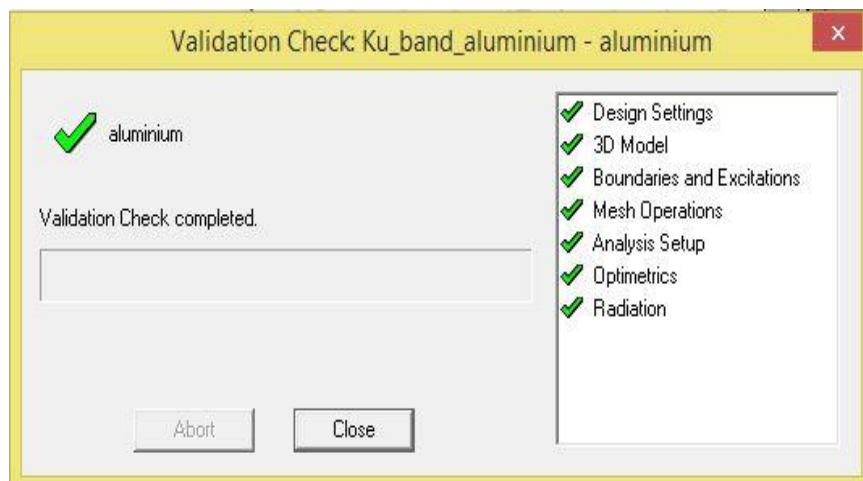 Validation Check: Ku_band_aluminium - aluminium
x
aluminium
Validation Check completed.
Abort
Close
Design Settings
3D Model
Boundaries and Excitations
Mesh Operations
Analysis Setup
Optimetrics
Radiation